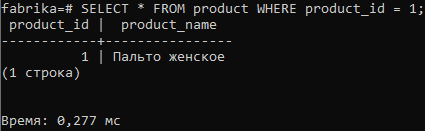 fabrika=# SELECT * FROM product WHERE product_id = 1;
 product_id |  product_name
------------+----------------
          1 | Пальто женское
(1 строка)
Время: 0,277 мс